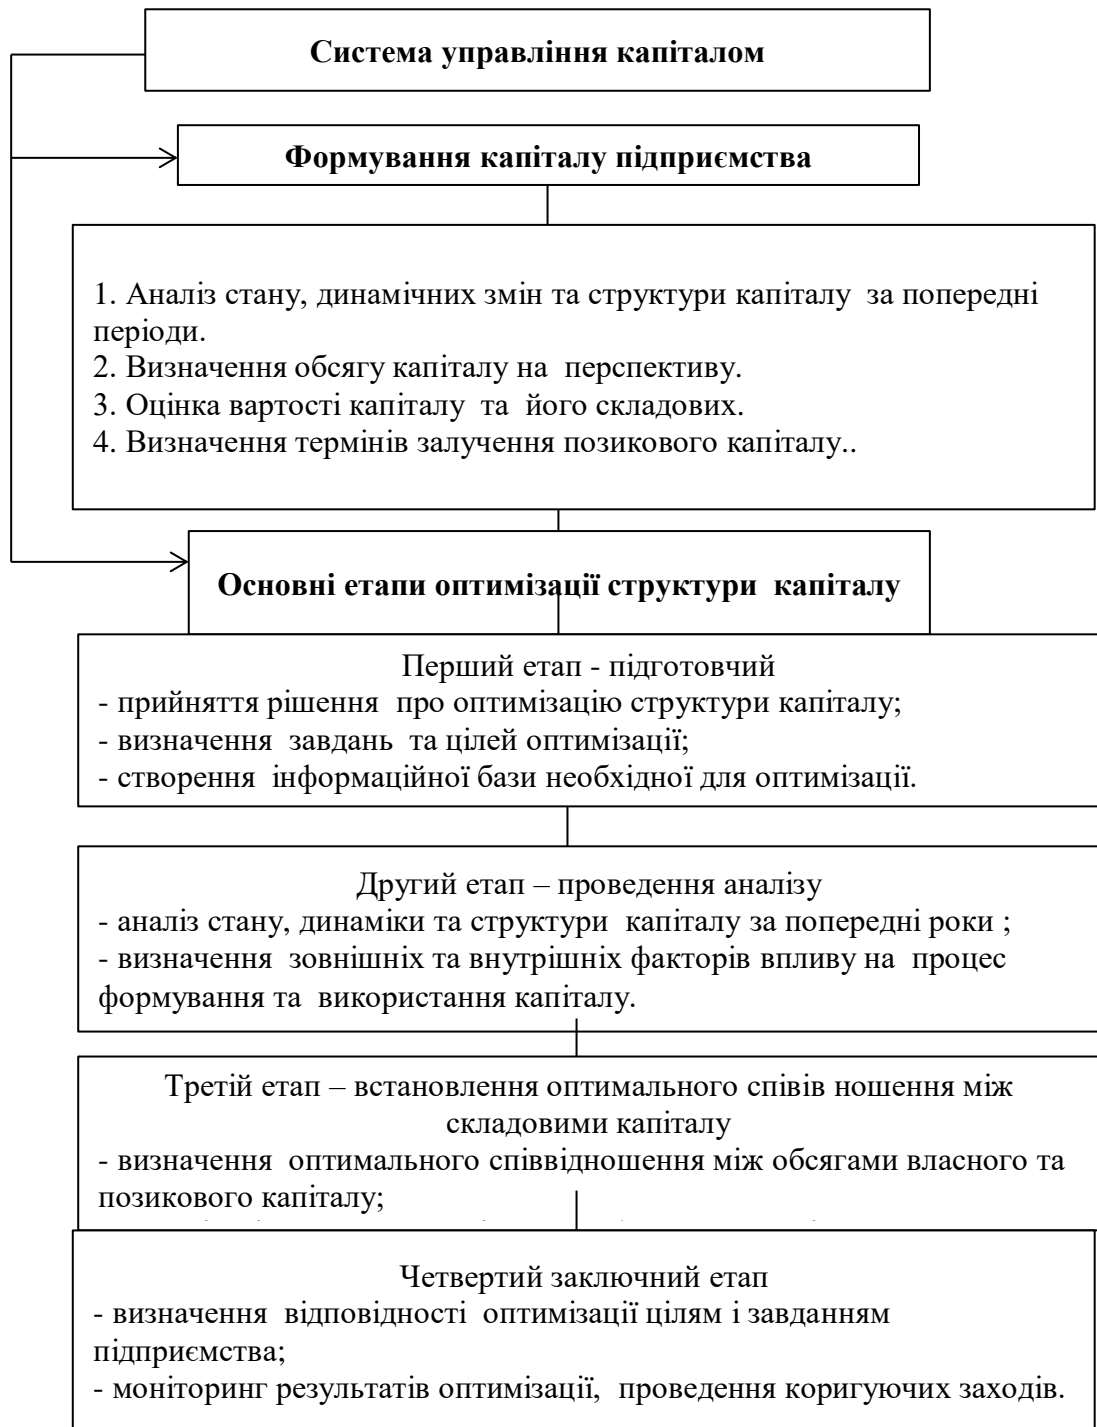 Система управління капіталом
Формування капіталу підприємства
1. Аналіз стану, динамічних змін та структури капіталу за попередні
періоди.
2. Визначення обсягу капіталу на перспективу.
3. Оцінка вартості капіталу та його складових.
4. Визначення термінів залучення позикового капіталу..
Основні етапи оптимізації структури капіталу
Перший етап - підготовчий
- прийняття рішення про оптимізацію структури капіталу;
- визначення завдань та цілей оптимізації;
- створення інформаційної бази необхідної для оптимізації.
Другий етап – проведення аналізу
- аналіз стану, динаміки та структури капіталу за попередні роки ;
- визначення зовнішніх та внутрішніх факторів впливу на процес
формування та використання капіталу.
Третій етап – встановлення оптимального співів ношення між
складовими капіталу
- визначення оптимального співвідношення між обсягами власного та
позикового капіталу;
Четвертий заключний етап
- визначення відповідності оптимізації цілям і завданням
підприємства;
- моніторинг результатів оптимізації, проведення коригуючих заходів.